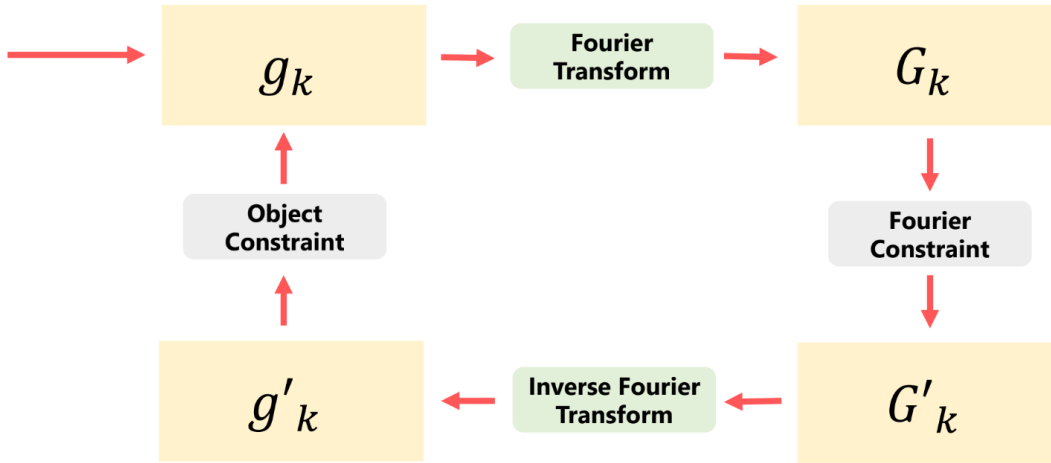 g_k
Fourier
Transform
G_k
Object
Constraint
Fourier
Constraint
g'_k
Inverse Fourier
Transform
G'_k